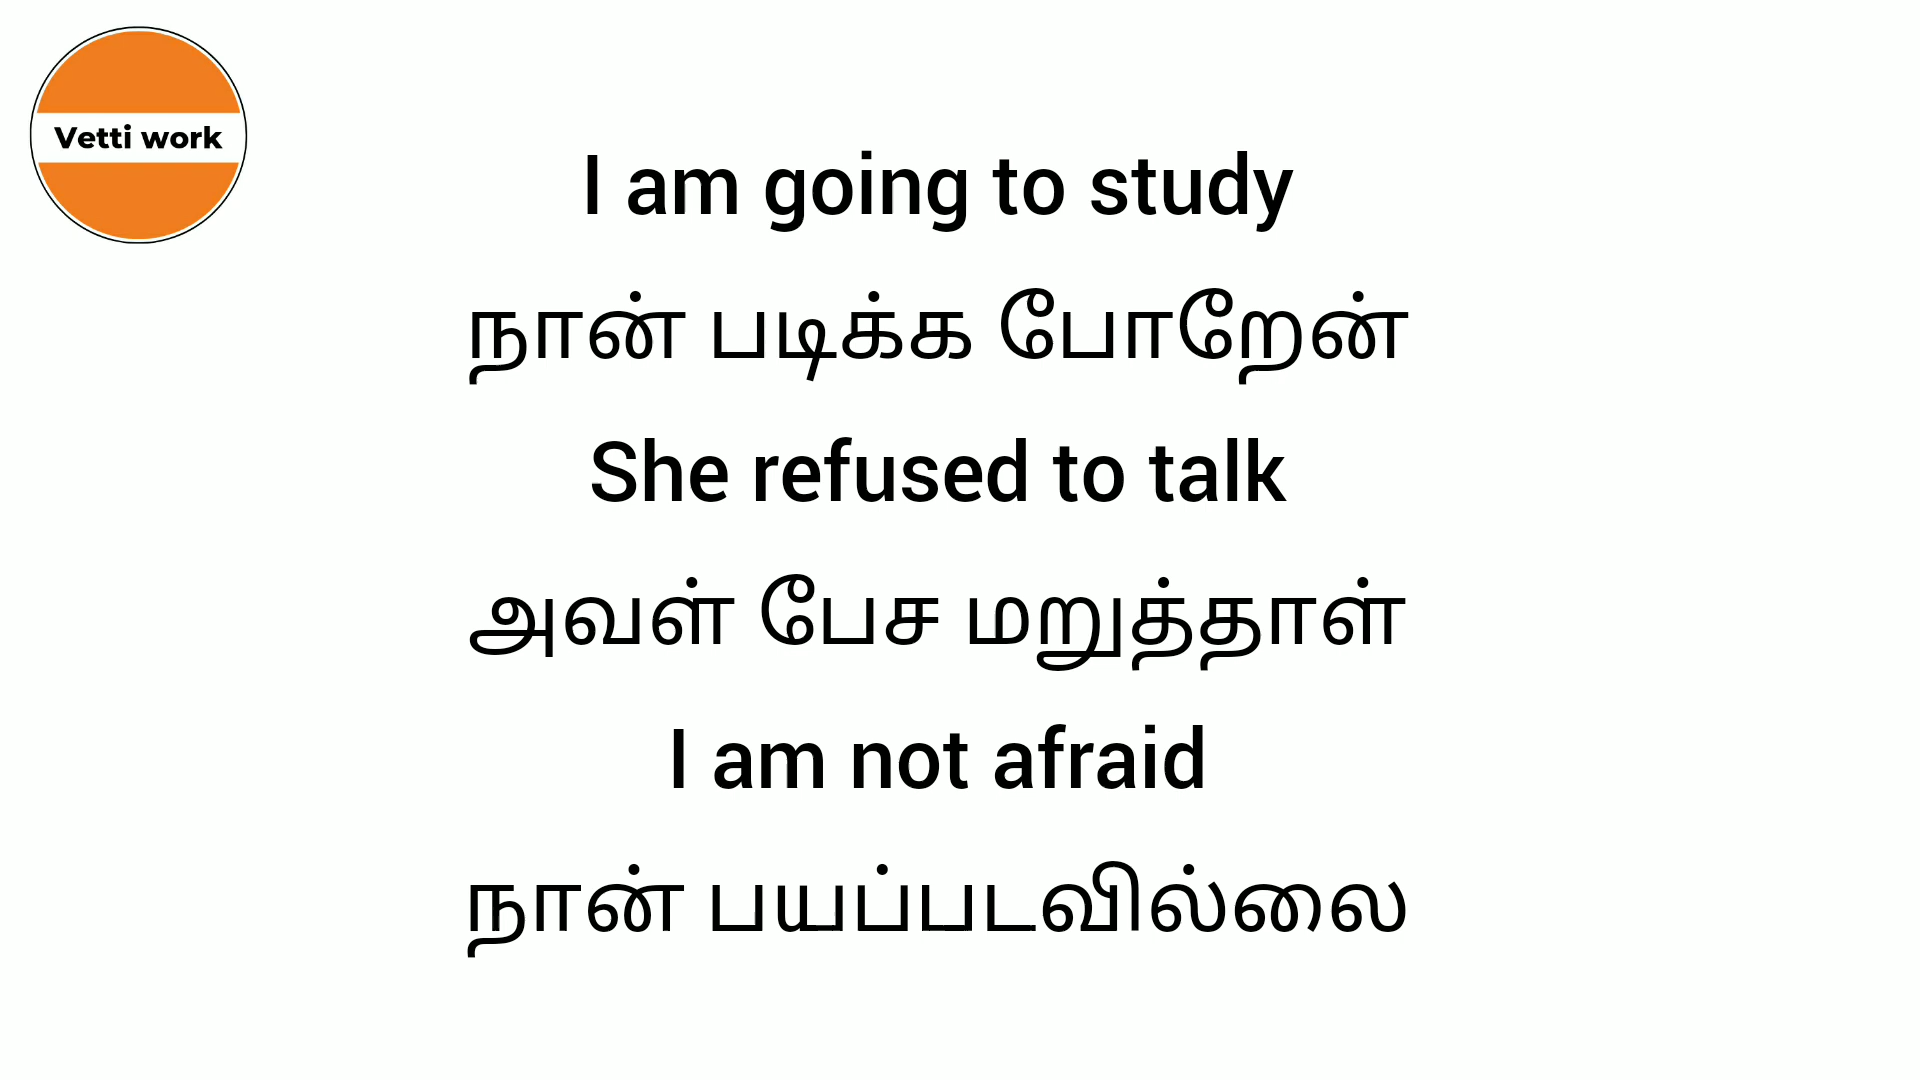 Vetti work
I am going to study
நான் படிக்க போறேன்
She refused to talk
அவள் பேச மறுத்தாள்
I am not afraid
நான் பயப்படவில்லை